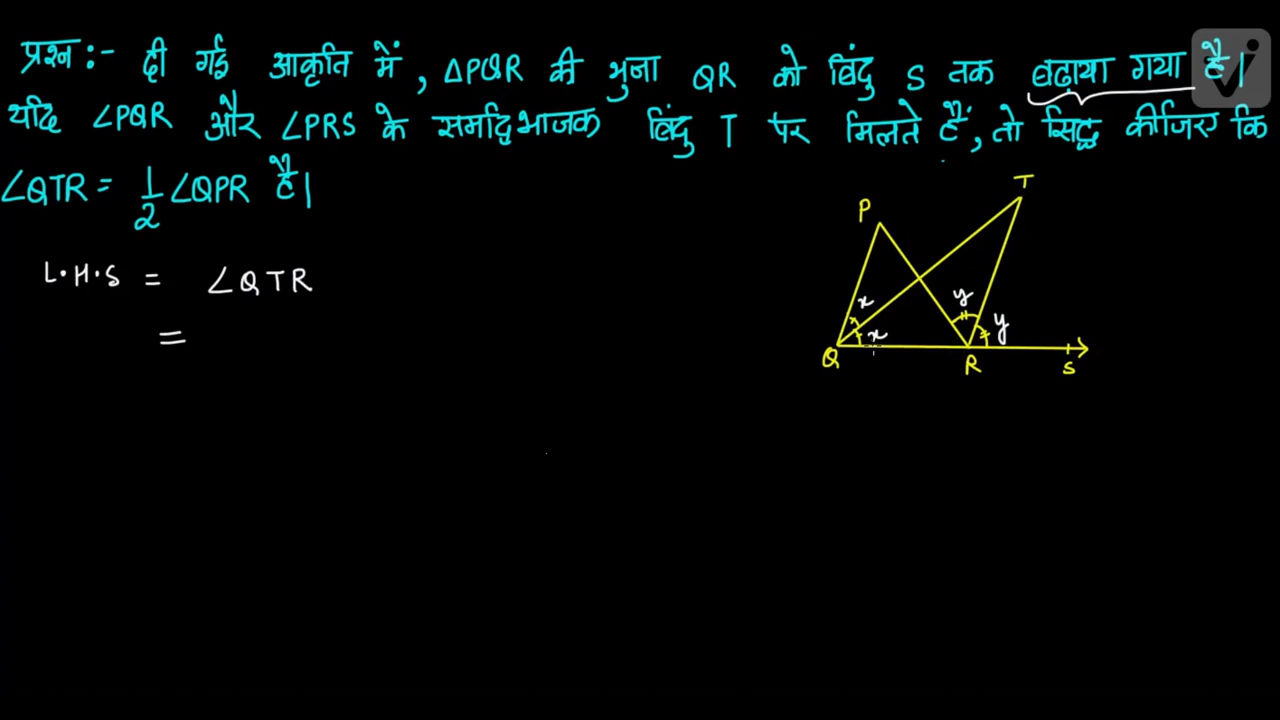 प्रश्न :- दी गई आकृति में, ΔPQR की भुजा QR को बिंदु S तक बढ़ाया गया है।
यदि ∠PQR और ∠PRS के समद्विभाजक बिंदु T पर मिलते हैं, तो सिद्ध कीजिए कि
∠QTR = 1/2 ∠QPR है।
L.H.S = ∠QTR
=
T
P
x
y
x
y
Q
R
S